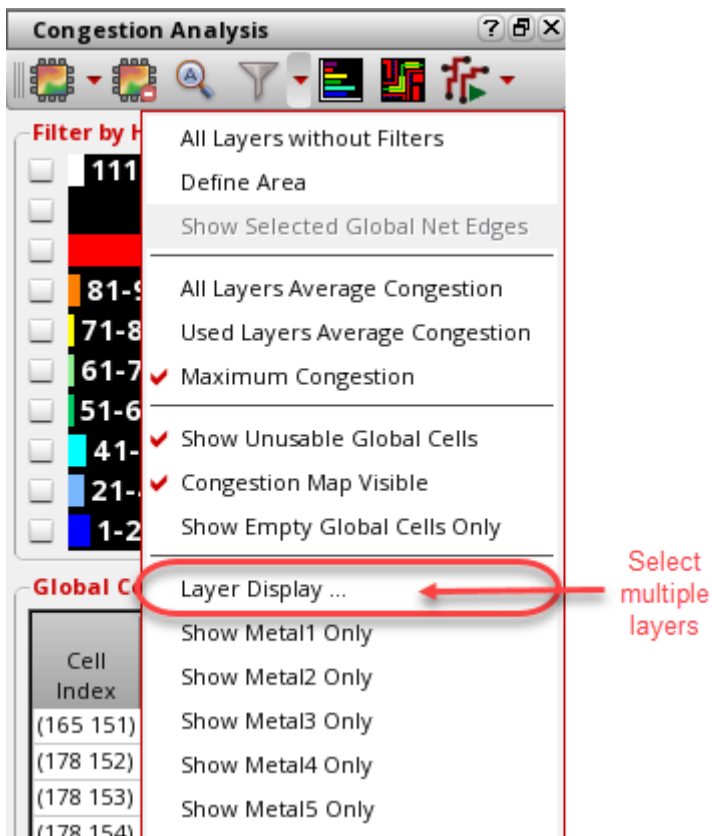 Congestion Analysis
Filter by H
111
81-9
71-8
61-7
51-6
41-
21-4
1-2
All Layers without Filters
Define Area
Show Selected Global Net Edges
All Layers Average Congestion
Used Layers Average Congestion
Maximum Congestion
Show Unusable Global Cells
Congestion Map Visible
Show Empty Global Cells Only
Layer Display ...
Show Metal1 Only
Show Metal2 Only
Show Metal3 Only
Show Metal4 Only
Show Metal5 Only
Select
multiple
layers
Global C
Cell
Index
(165 151)
(178 152)
(178 153)
(178 154)